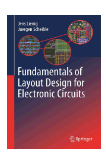 Jens Lienig
Juergen Scheible
Fundamentals of
Layout Design for
Electronic Circuits
Springer